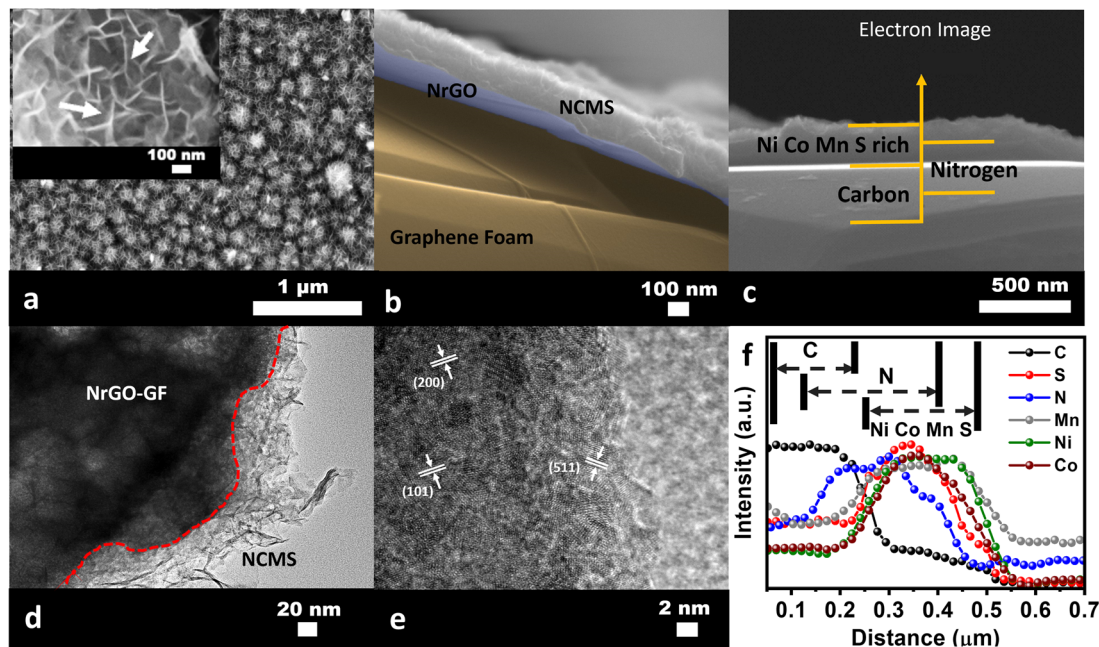 100 nm
a
1 μm
NrGO
NCMS
Graphene Foam
b
100 nm
Electron Image
Ni Co Mn S rich
Nitrogen
Carbon
c
500 nm
NrGO-GF
NCMS
d
20 nm
(200)
(101)
(511)
e
2 nm
f
C
N
Ni Co Mn S
C
S
N
Mn
Ni
Co
Intensity (a.u.)
0.1 0.2 0.3 0.4 0.5 0.6 0.7
Distance (μm)